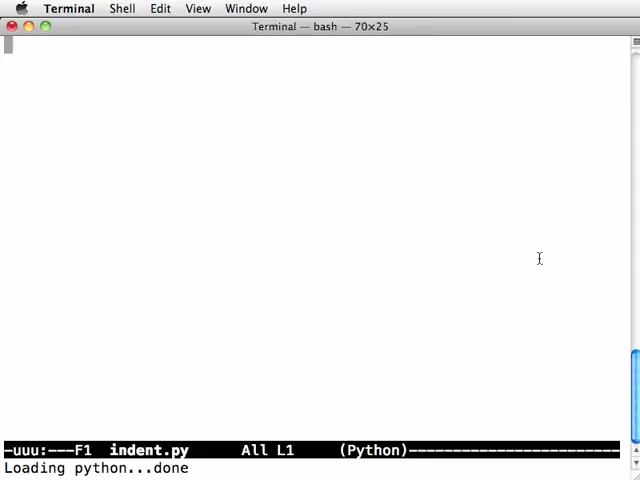 Terminal Shell Edit View Window Help
Terminal — bash — 70×25
-uuu:---F1 indent.py All L1 (Python)------------------------
Loading python...done